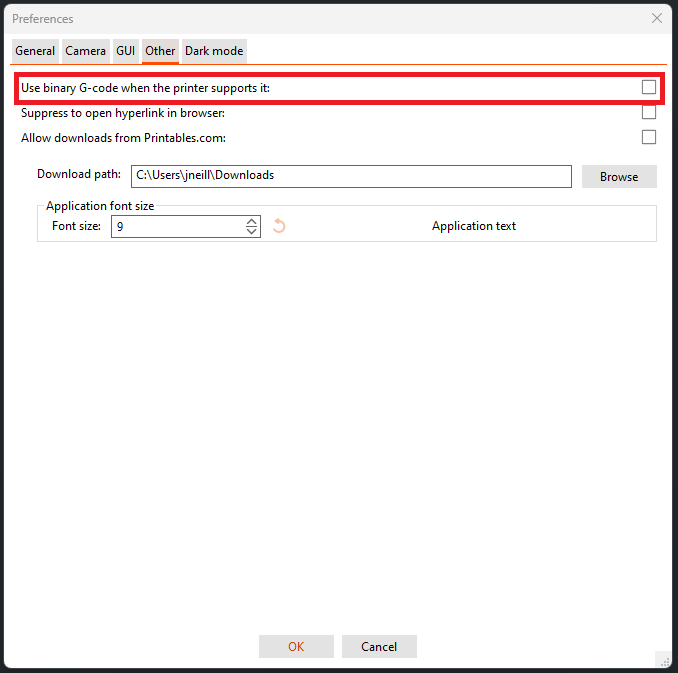 Preferences
General Camera GUI Other Dark mode
Use binary G-code when the printer supports it:
Suppress to open hyperlink in browser:
Allow downloads from Printables.com:
Download path: C:\Users\jneill\Downloads Browse
Application font size
Font size: 9 Application text
OK Cancel